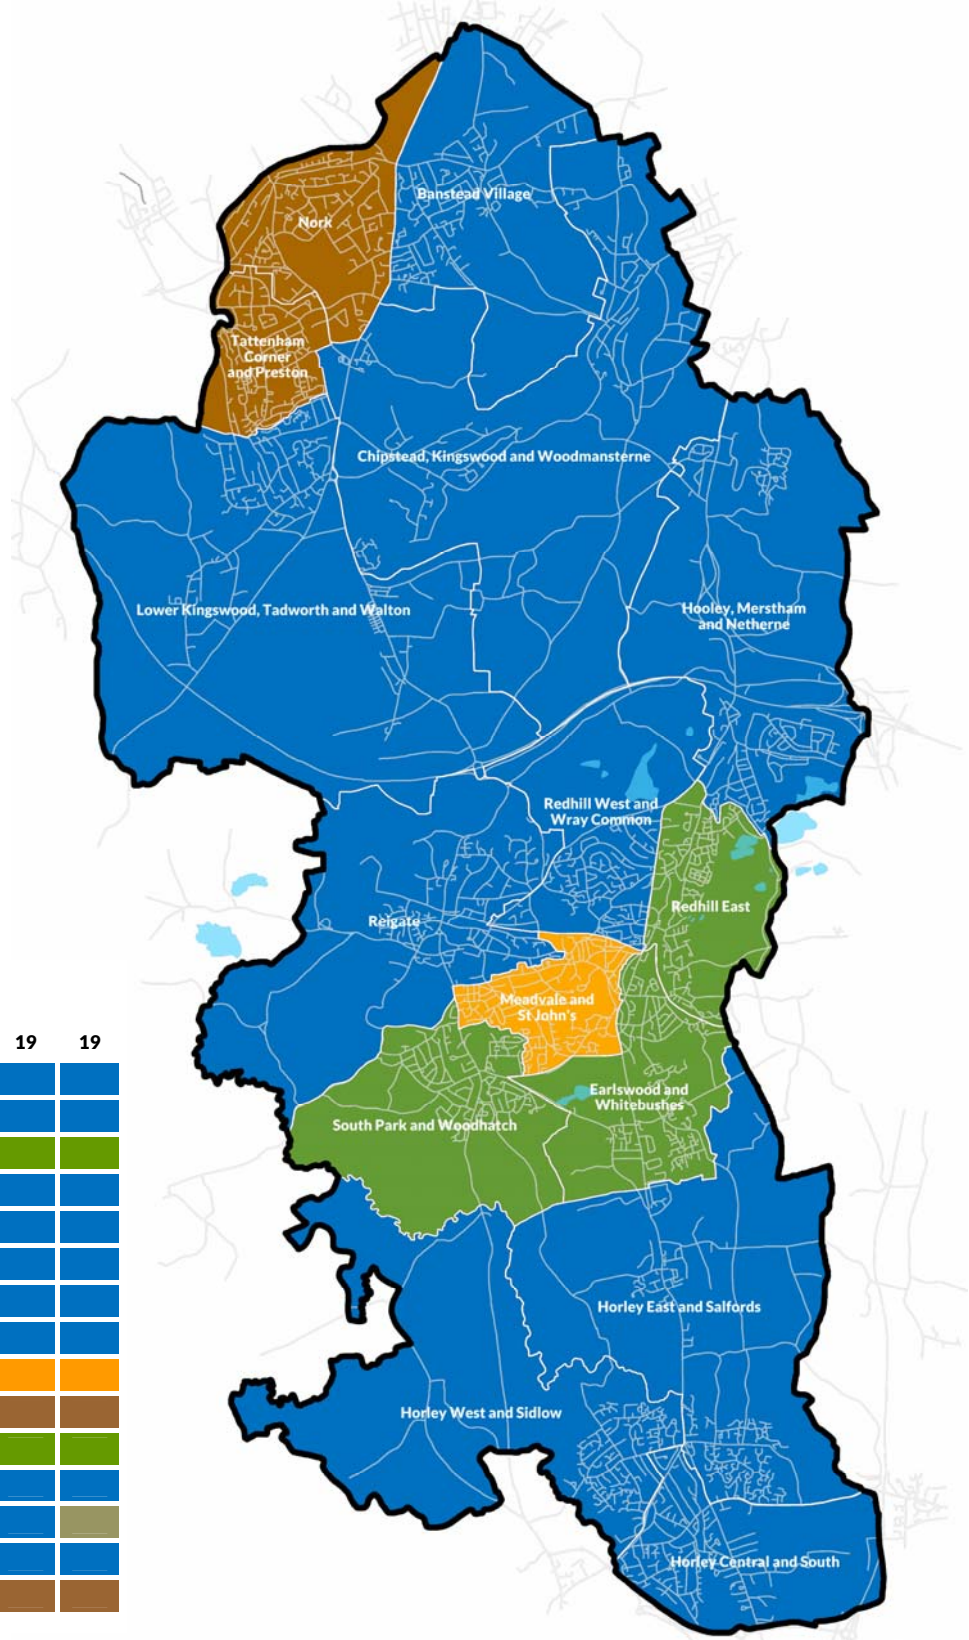 Banstead Village
Nork
Tattenham
Corner
and Preston
Chipstead, Kingswood and Woodmansterne
Lower Kingswood, Tadworth and Walton
Hooley, Merstham
and Netherne
Redhill West and
Wray Common
Redhill East
Reigate
Meadvale and
St John's
19 19
Earlswood and
Whitebushes
South Park and Woodhatch
Horley East and Salfords
Horley West and Sidlow
Horley Central and South